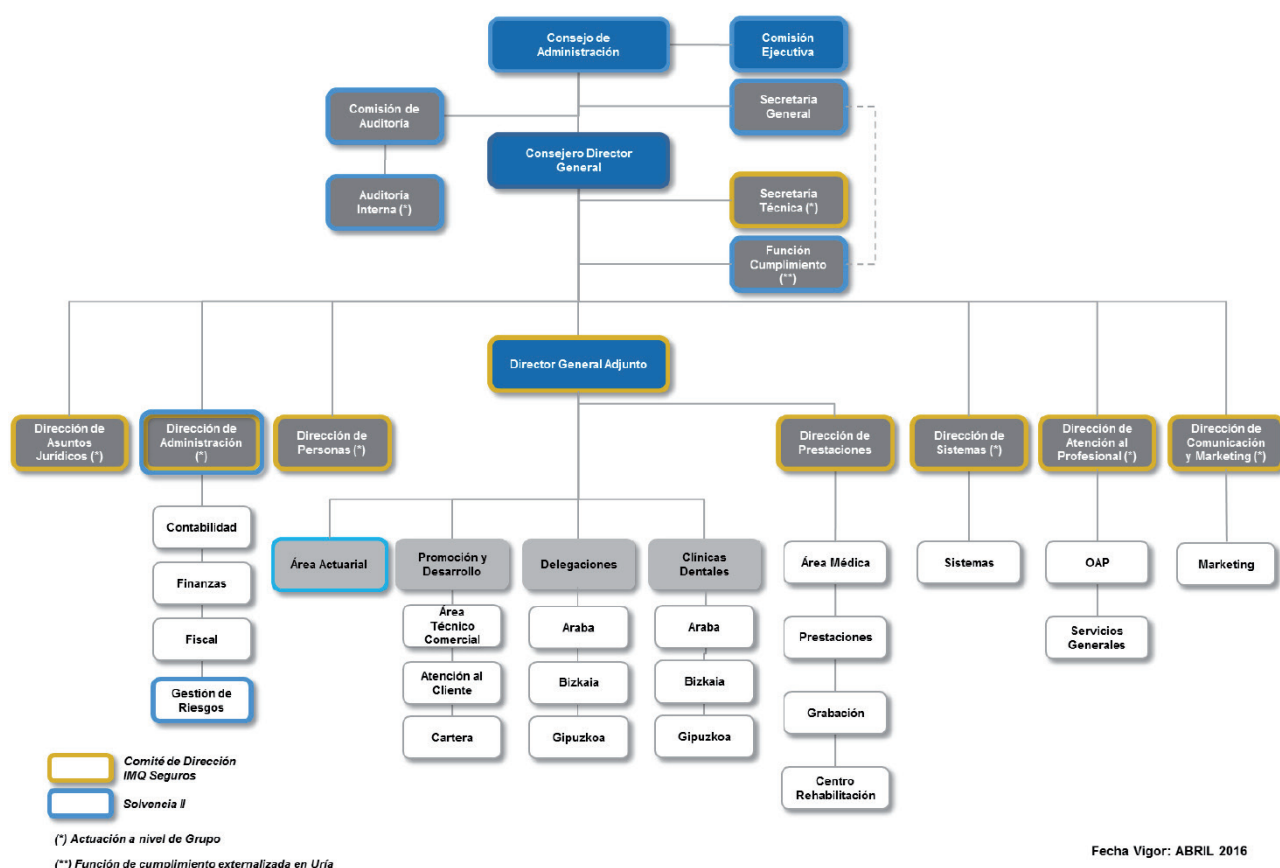 Consejo de
Administración
Comisión
Ejecutiva
Comisión de
Auditoría
Secretaría
General
Consejero Director
General
Auditoría
Interna (*)
Secretaría
Técnica (*)
Función
Cumplimiento
(**)
Director General Adjunto
Dirección de
Asuntos
Jurídicos (*)
Dirección de
Administración
(*)
Dirección de
Personas (*)
Dirección de
Prestaciones
Dirección de
Sistemas (*)
Dirección de
Atención al
Profesional (*)
Dirección de
Comunicación
y Marketing (*)
Contabilidad
Finanzas
Fiscal
Gestión de
Riesgos
Área Actuarial
Promoción y
Desarrollo
Área
Técnico
Comercial
Atención al
Cliente
Cartera
Delegaciones
Araba
Bizkaia
Gipuzkoa
Clínicas
Dentales
Araba
Bizkaia
Gipuzkoa
Área Médica
Prestaciones
Grabación
Centro
Rehabilitación
Sistemas
OAP
Servicios
Generales
Marketing
Comité de Dirección
IMQ Seguros
Solvencia II
(*) Actuación a nivel de Grupo
(**) Función de cumplimiento externalizada en Uría
Fecha Vigor: ABRIL 2016